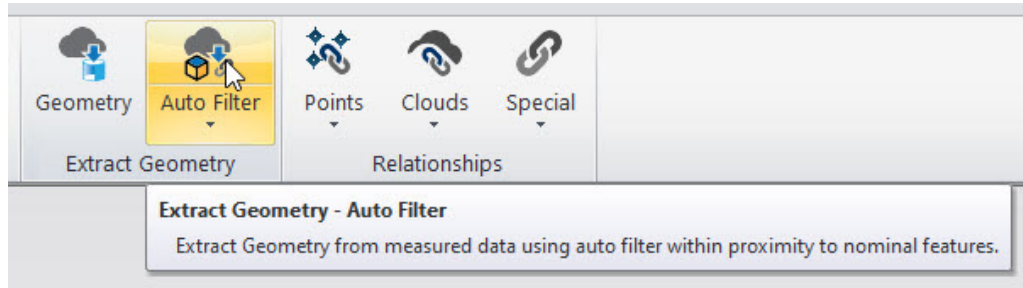 Geometry Auto Filter Points Clouds Special
Extract Geometry Relationships
Extract Geometry - Auto Filter
Extract Geometry from measured data using auto filter within proximity to nominal features.